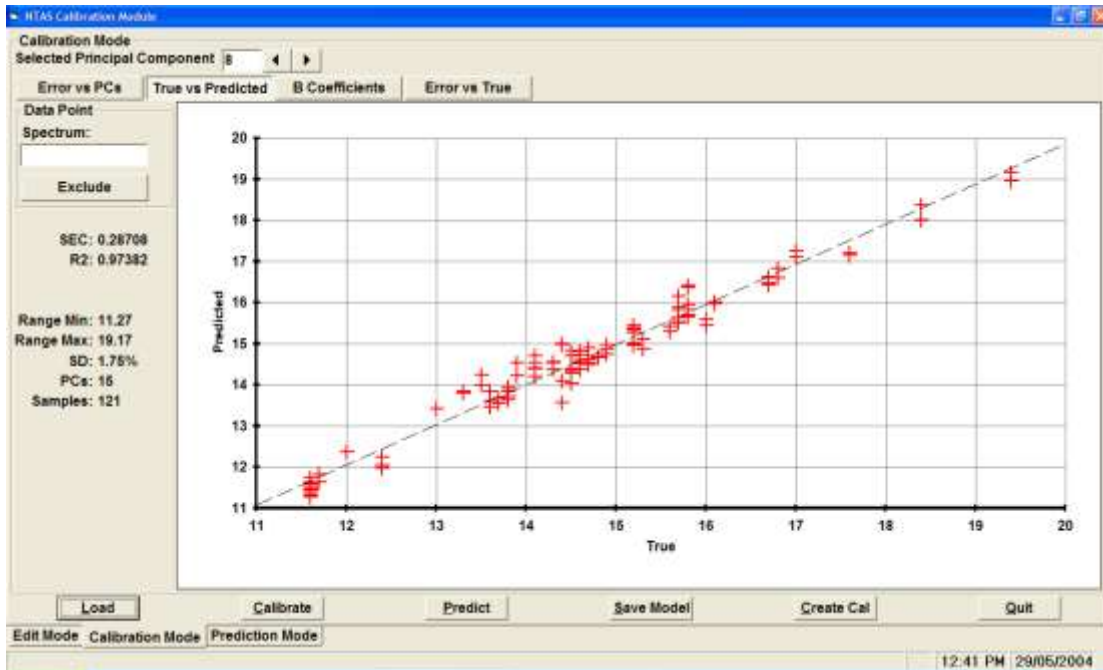 NTAS Calibration Module
Calibration Mode
Selected Principal Component 8
Error vs PCs True vs Predicted B Coefficients Error vs True
Data Point
Spectrum:
Exclude
SEC: 0.28708
R2: 0.97382
Range Min: 11.27
Range Max: 19.17
SD: 1.75%
PCs: 15
Samples: 121
20
19
18
17
16
15
14
13
12
11
Predicted
11 12 13 14 15 16 17 18 19 20
True
Load Calibrate Predict Save Model Create Cal Quit
Edit Mode Calibration Mode Prediction Mode
12:41 PM 29/05/2004